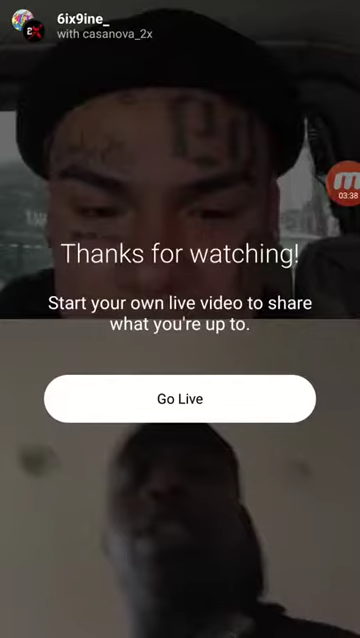 6ix9ine_
with casanova_2x
03:38
Thanks for watching!
Start your own live video to share
what you're up to.
Go Live